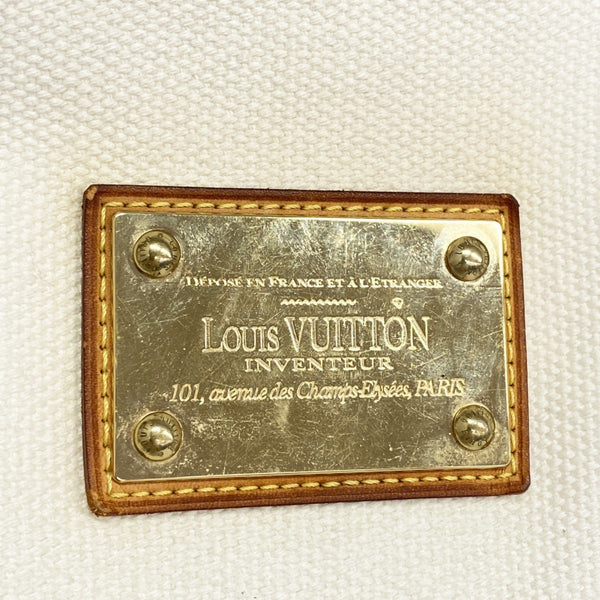 DÉPOSÉ EN FRANCE ET À L'ETRANGER
LOUIS VUITTON
INVENTEUR
101, avenue des Champs-Elysées, PARIS